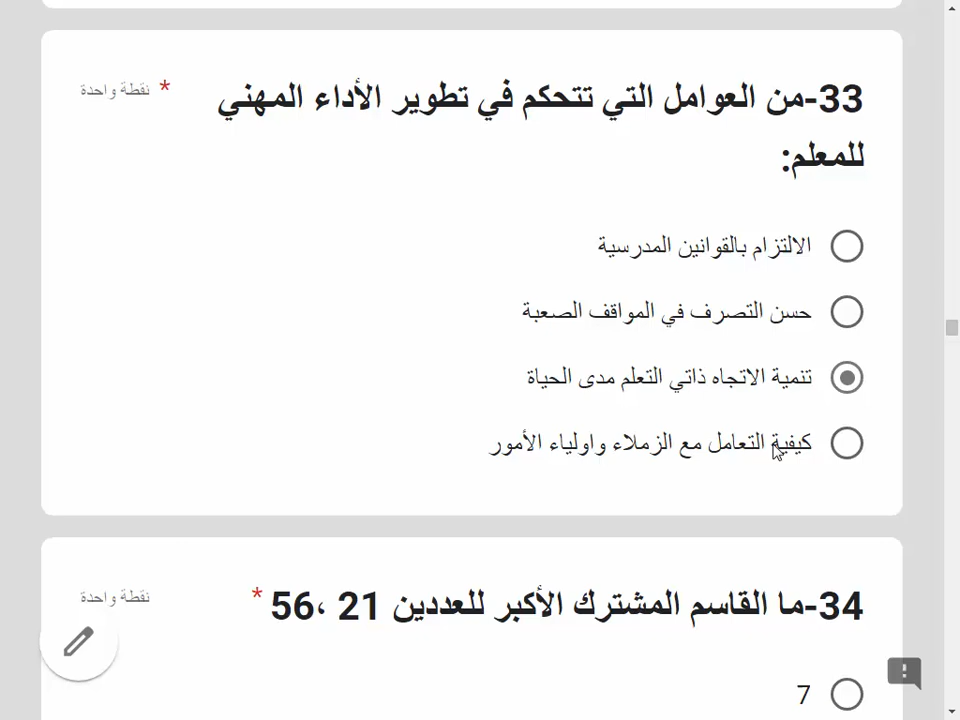 33-من العوامل التي تتحكم في تطوير الأداء المهني
للمعلم:
* نقطة واحدة
الالتزام بالقوانين المدرسية
حسن التصرف في المواقف الصعبة
تنمية الاتجاه ذاتي التعلم مدى الحياة
كيفية التعامل مع الزملاء واولياء الأمور
34-ما القاسم المشترك الأكبر للعددين 21 ،56 *
نقطة واحدة
7